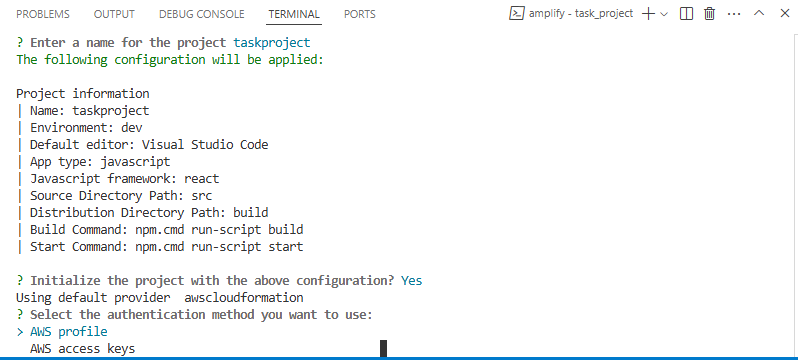 PROBLEMS OUTPUT DEBUG CONSOLE TERMINAL PORTS amplify - task_project
? Enter a name for the project taskproject
The following configuration will be applied:
Project information
| Name: taskproject
| Environment: dev
| Default editor: Visual Studio Code
| App type: javascript
| Javascript framework: react
| Source Directory Path: src
| Distribution Directory Path: build
| Build Command: npm.cmd run-script build
| Start Command: npm.cmd run-script start
? Initialize the project with the above configuration? Yes
Using default provider  awscloudformation
? Select the authentication method you want to use:
> AWS profile
  AWS access keys